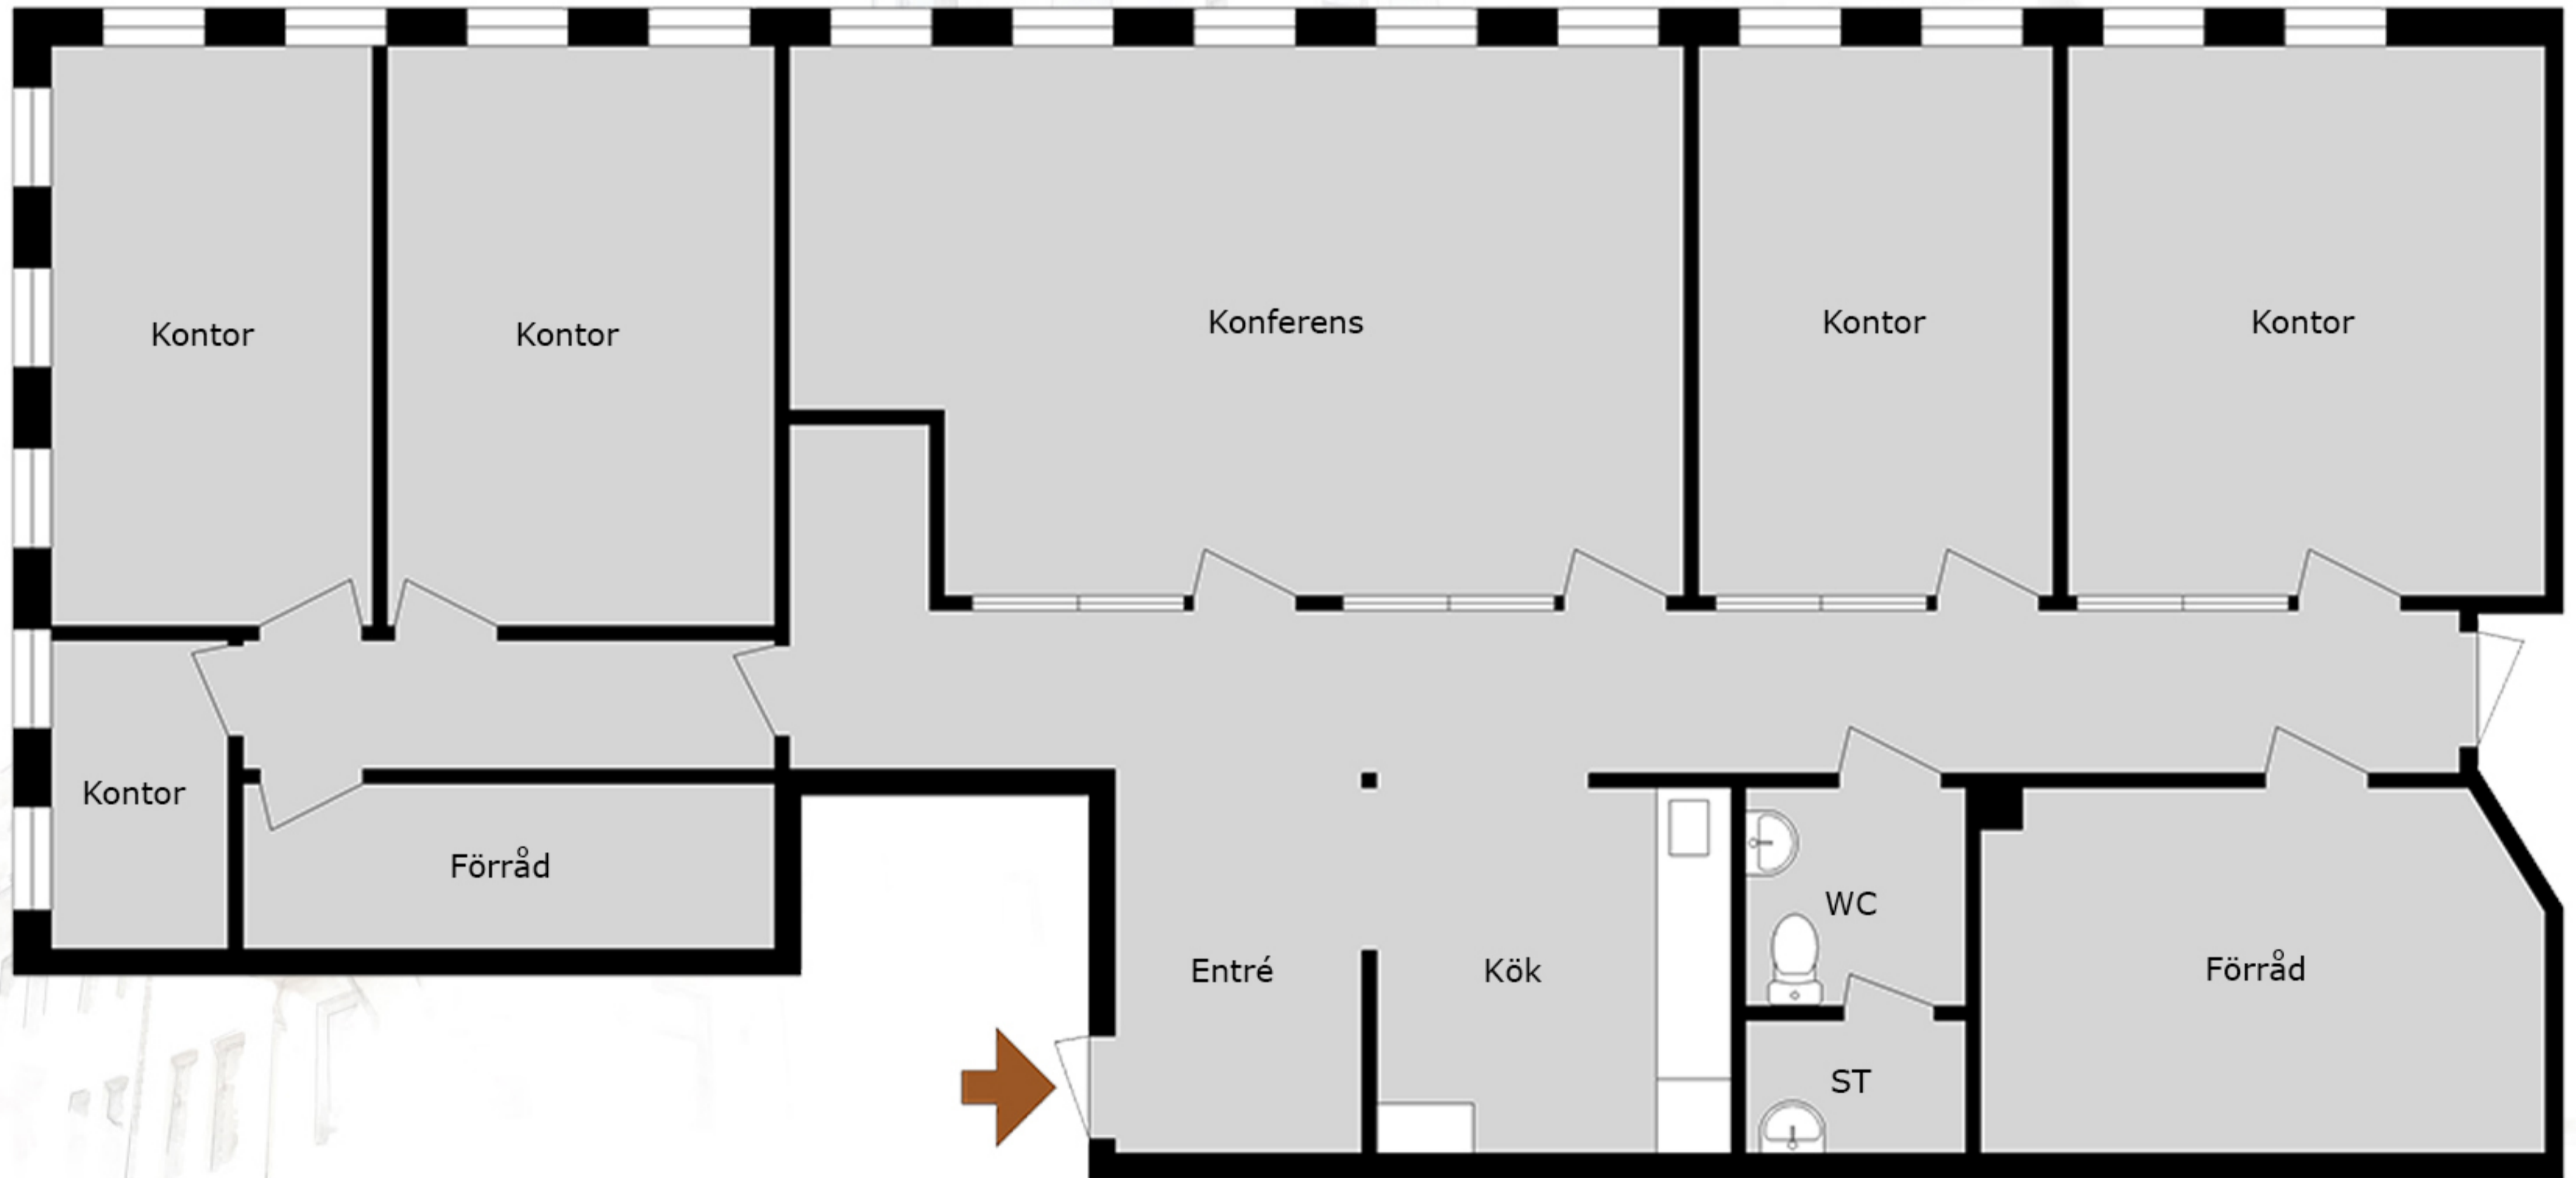 Kontor
Kontor
Konferens
Kontor
Kontor
Kontor
Förråd
Entré
Kök
WC
ST
Förråd